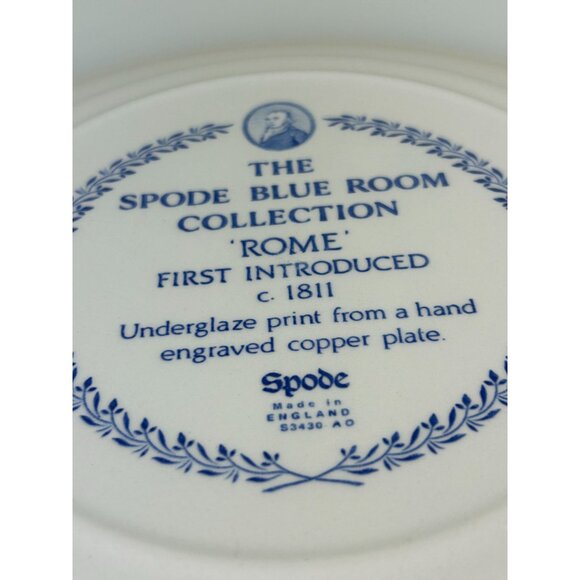 THE
SPODE BLUE ROOM
COLLECTION
'ROME'
FIRST INTRODUCED
c. 1811
Underglaze print from a hand
engraved copper plate.
Spode
Made in
ENGLAND
S3430 AO